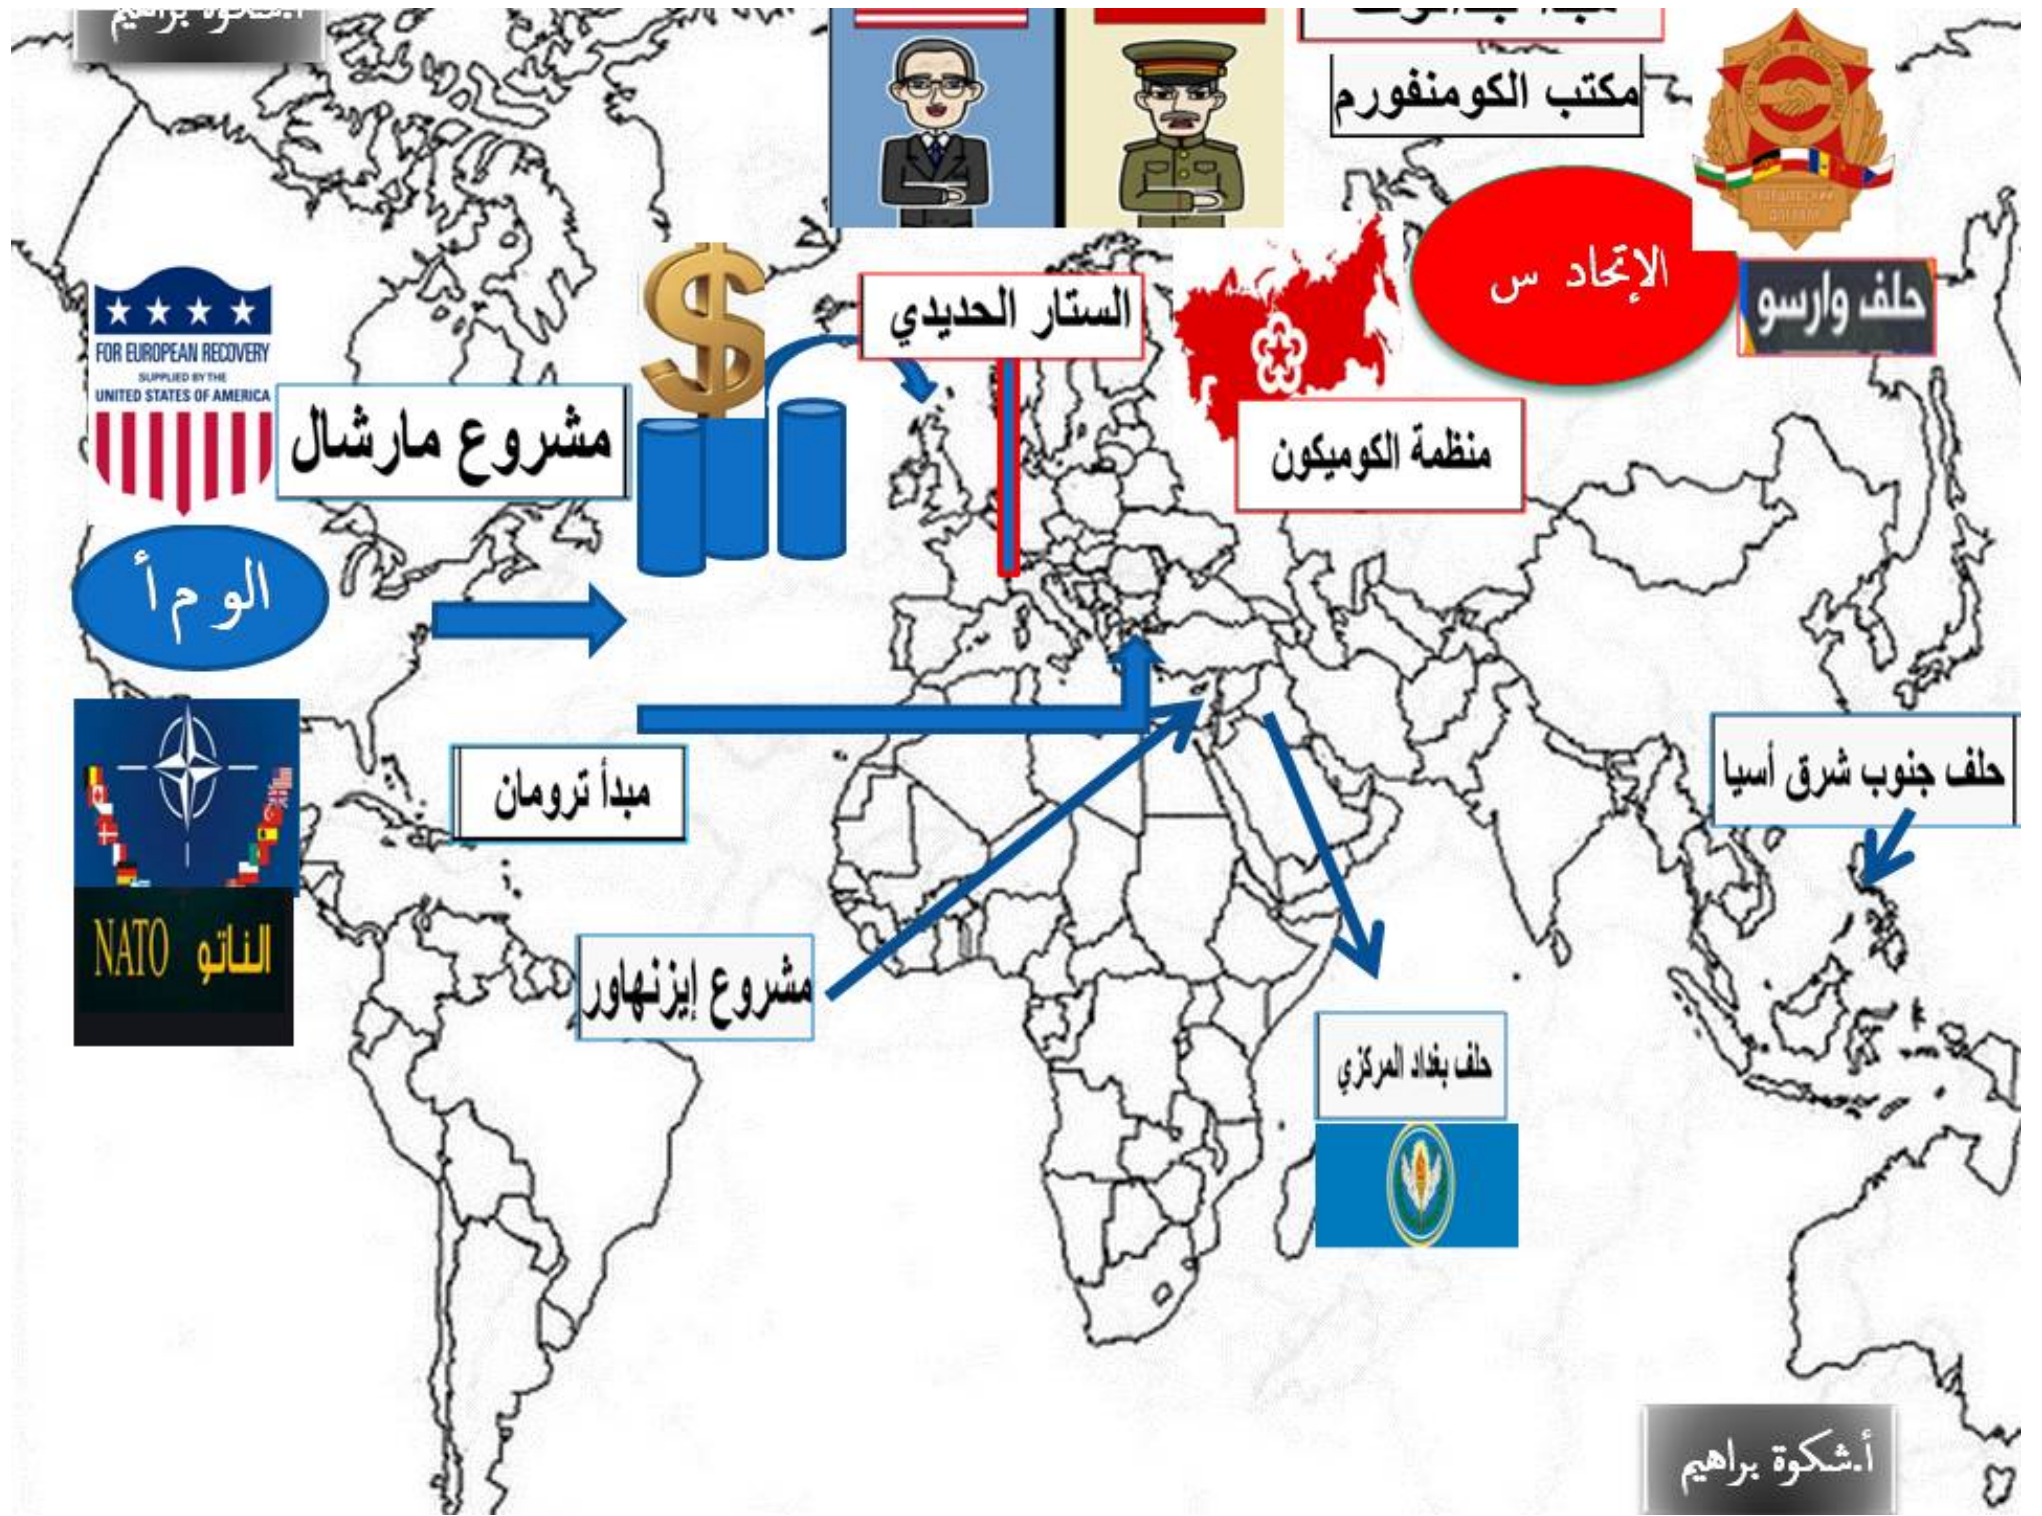 مكتب الكومنفورم
الإتحاد س
حلف وارسو
الستار الحديدي
FOR EUROPEAN RECOVERY
SUPPLIED BY THE
UNITED STATES OF AMERICA
مشروع مارشال
منظمة الكوميكون
الو م أ
حلف جنوب شرق أسيا
مبدأ ترومان
NATO الناتو
مشروع إيزنهاور
حلف بغداد المركزي
أ.شكوة براهيم